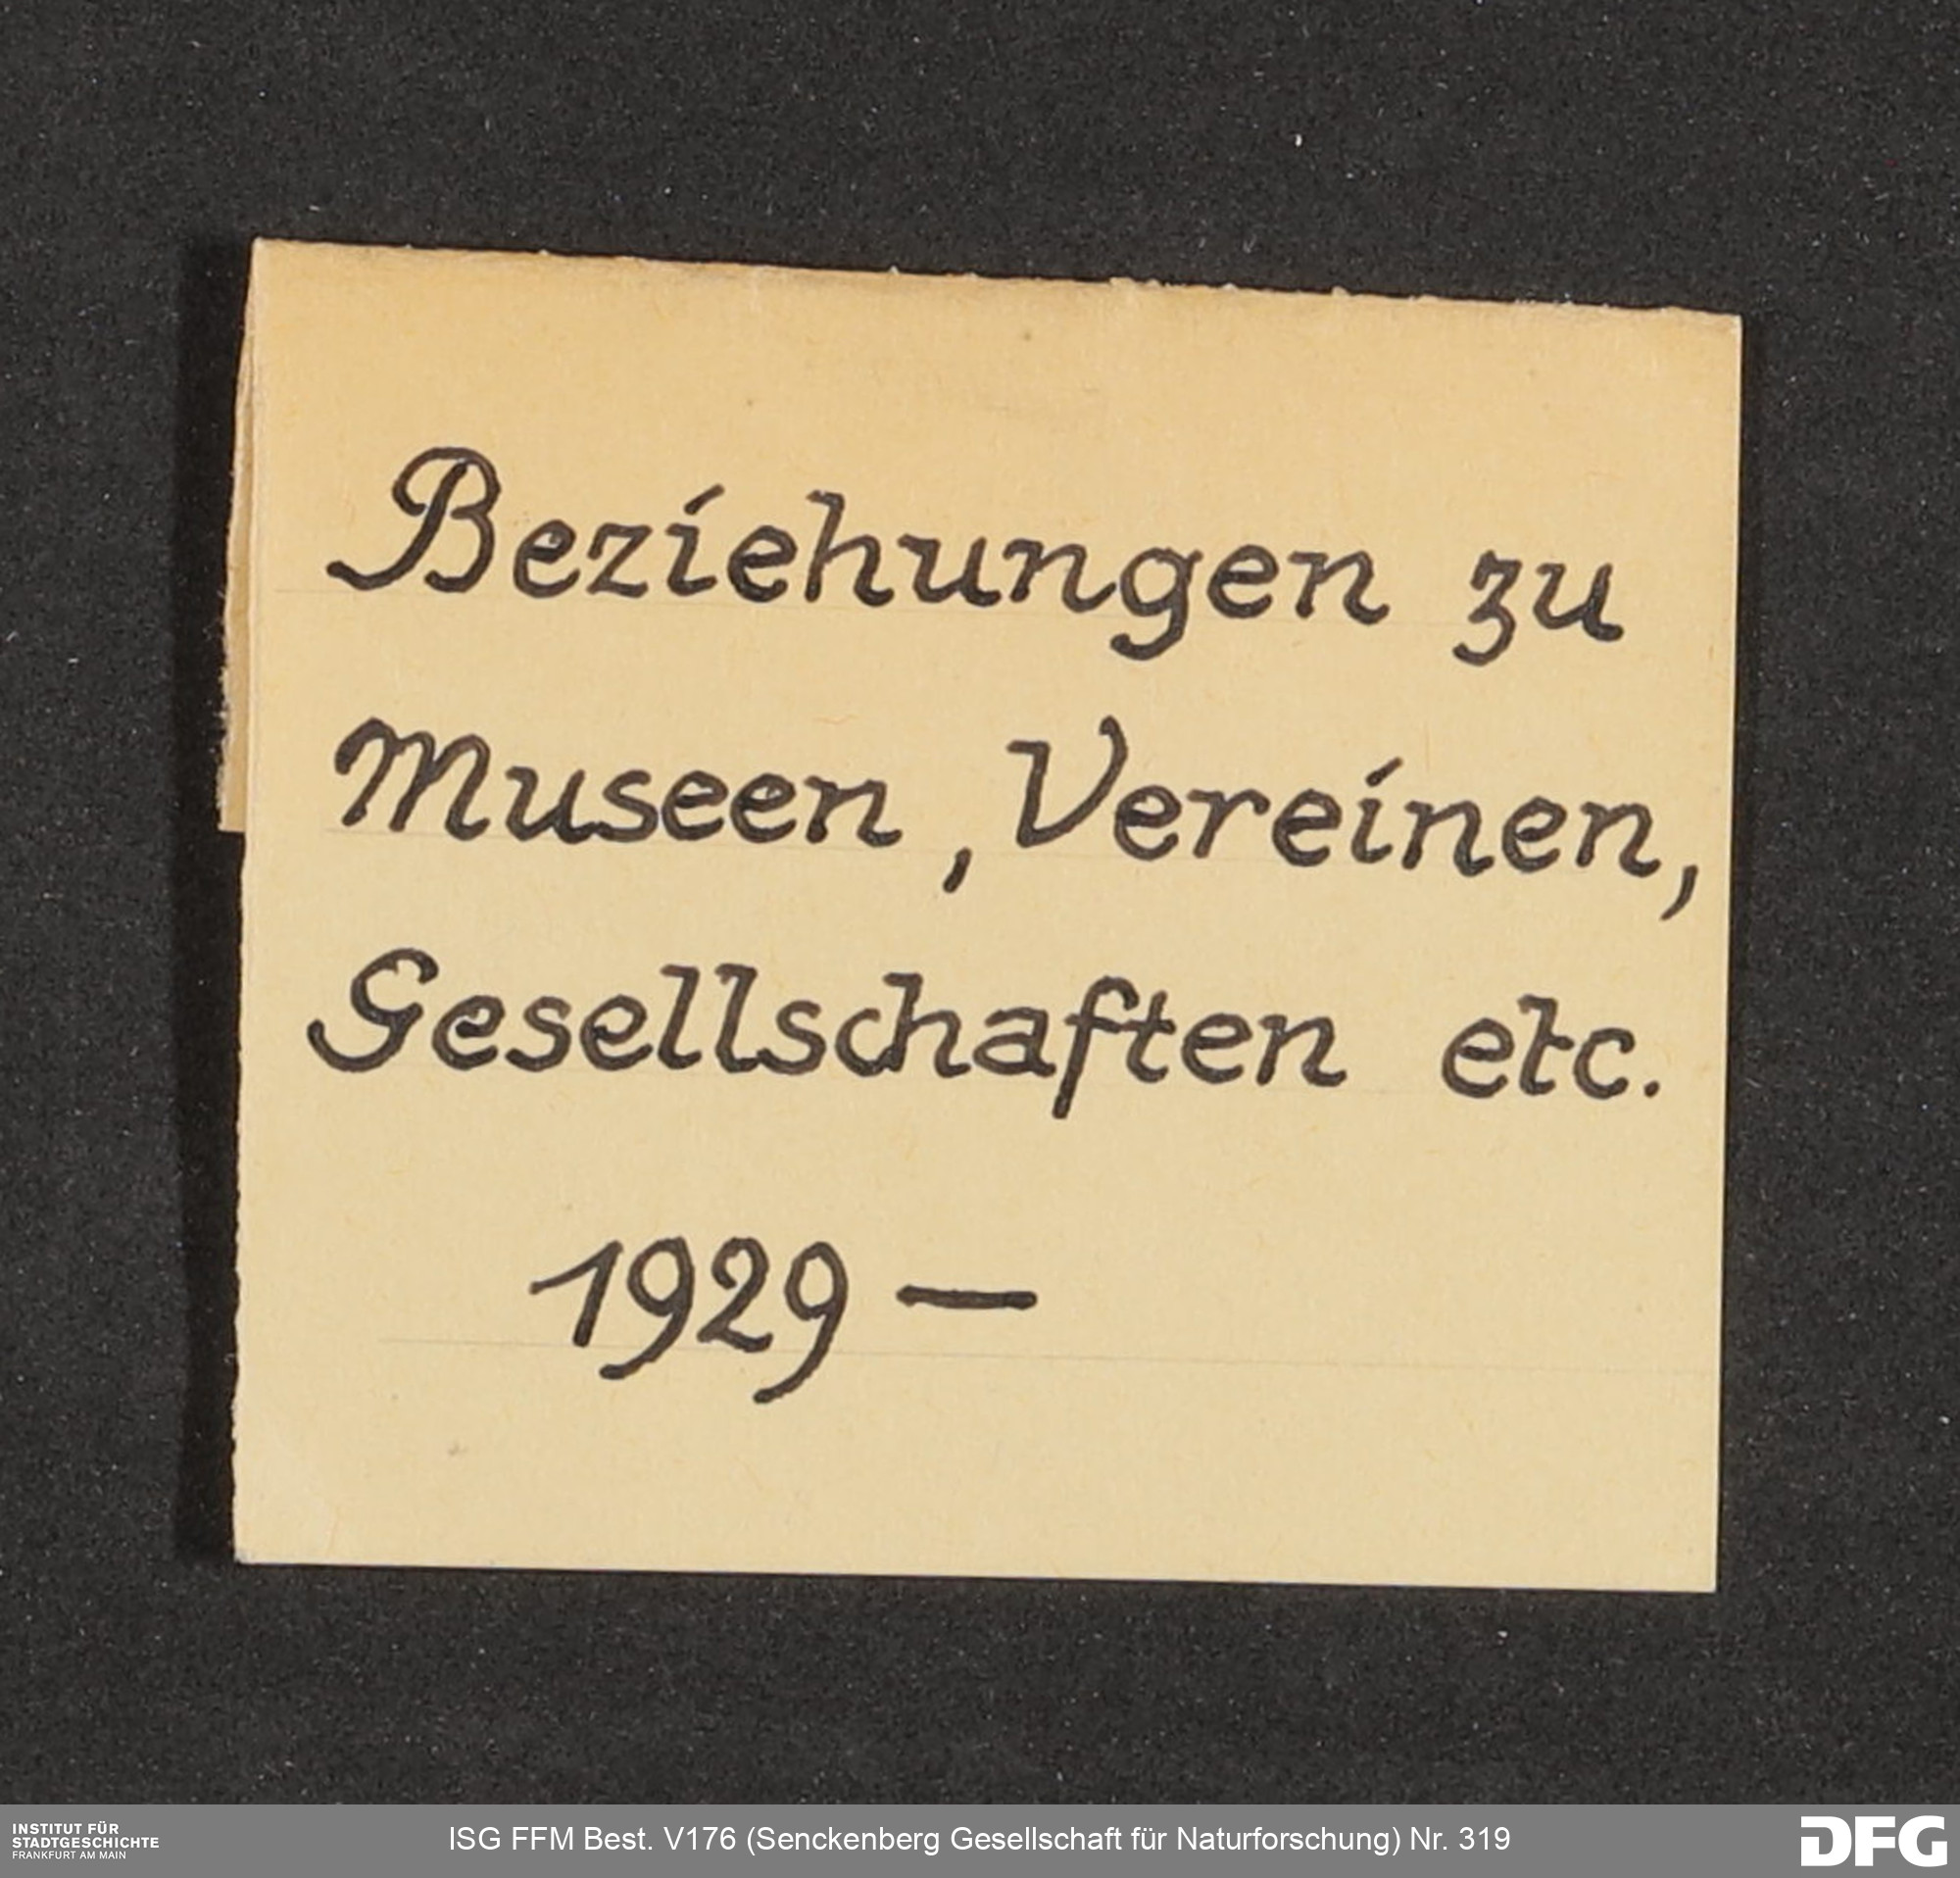 Beziehungen zu
Museen, Vereinen,
Gesellschaften etc.
1929 —
INSTITUT FÜR
STADTGESCHICHTE
FRANKFURT AM MAIN
ISG FFM Best. V176 (Senckenberg Gesellschaft für Naturforschung) Nr. 319
DFG